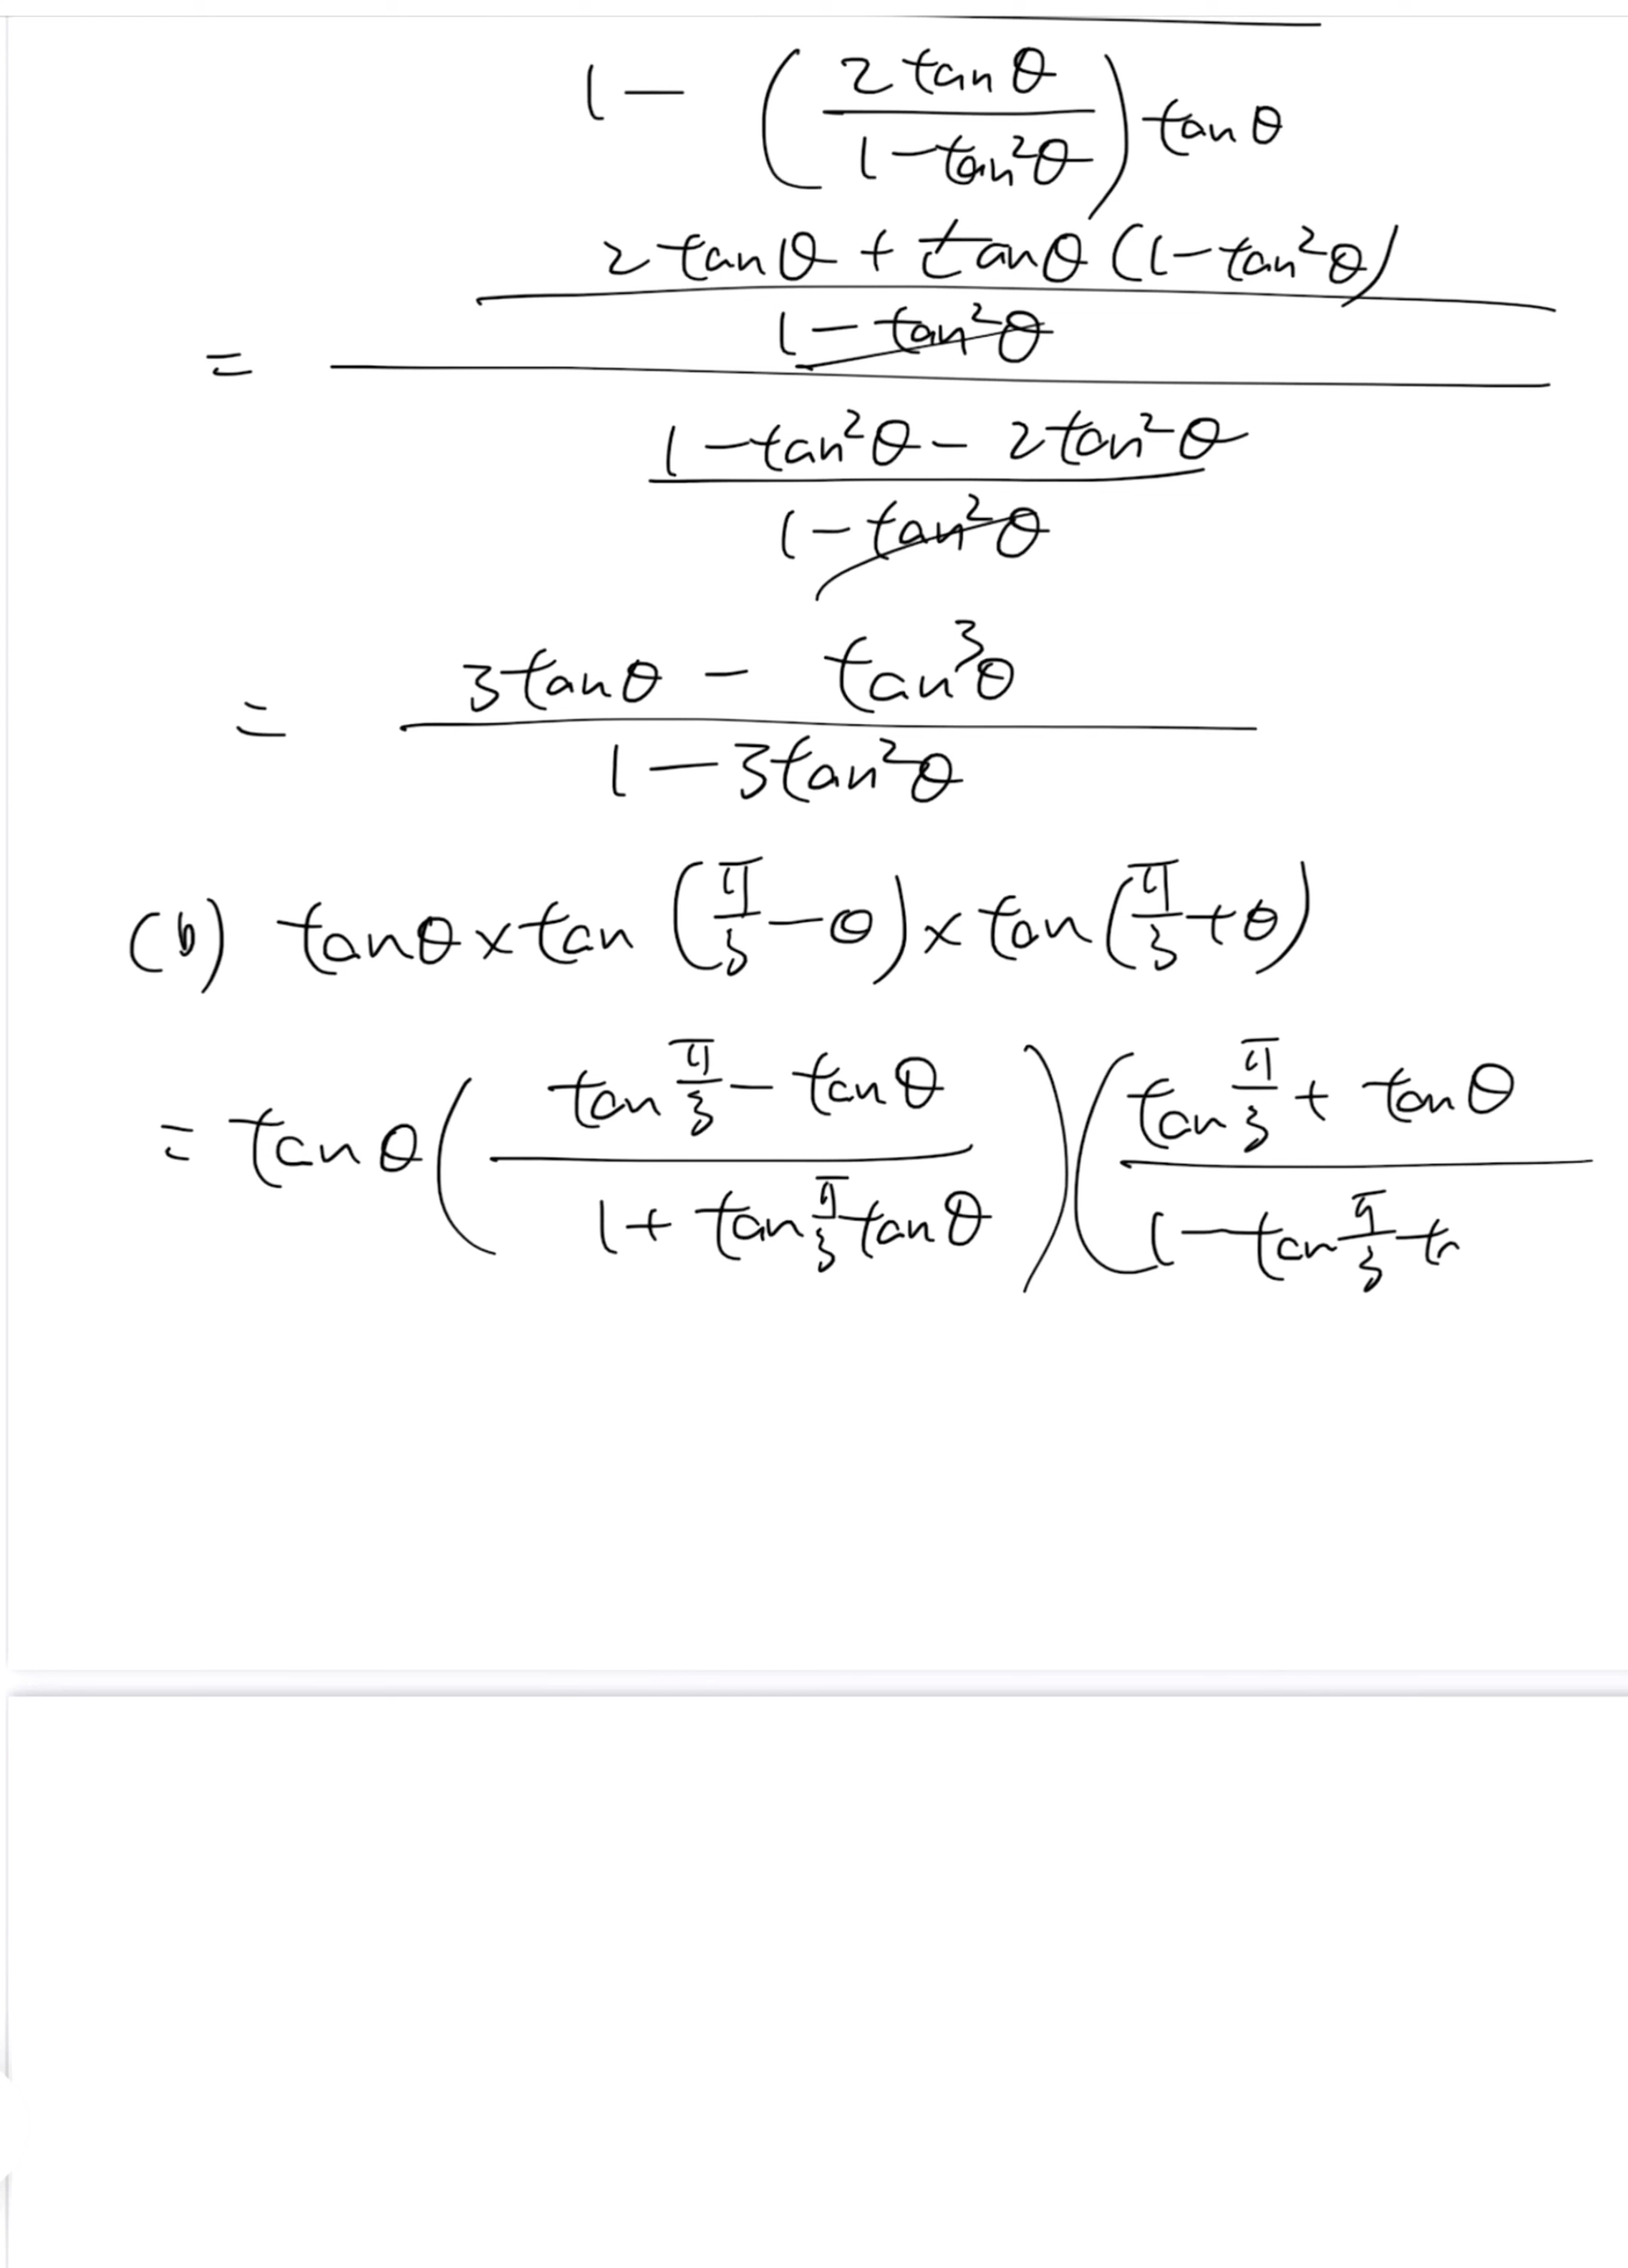 1 − (2tanθ / 1−tan²θ) tanθ
= (2tanθ + tanθ(1−tan²θ) / 1−tan²θ) / (1−tan²θ − 2tan²θ / 1−tan²θ)
= 3tanθ − tan³θ / 1−3tan²θ
(b) tanθ × tan(π/3 − θ) × tan(π/3 + θ)
= tanθ (tan π/3 − tanθ / 1 + tan π/3 tanθ)(tan π/3 + tanθ / 1 − tan π/3 t